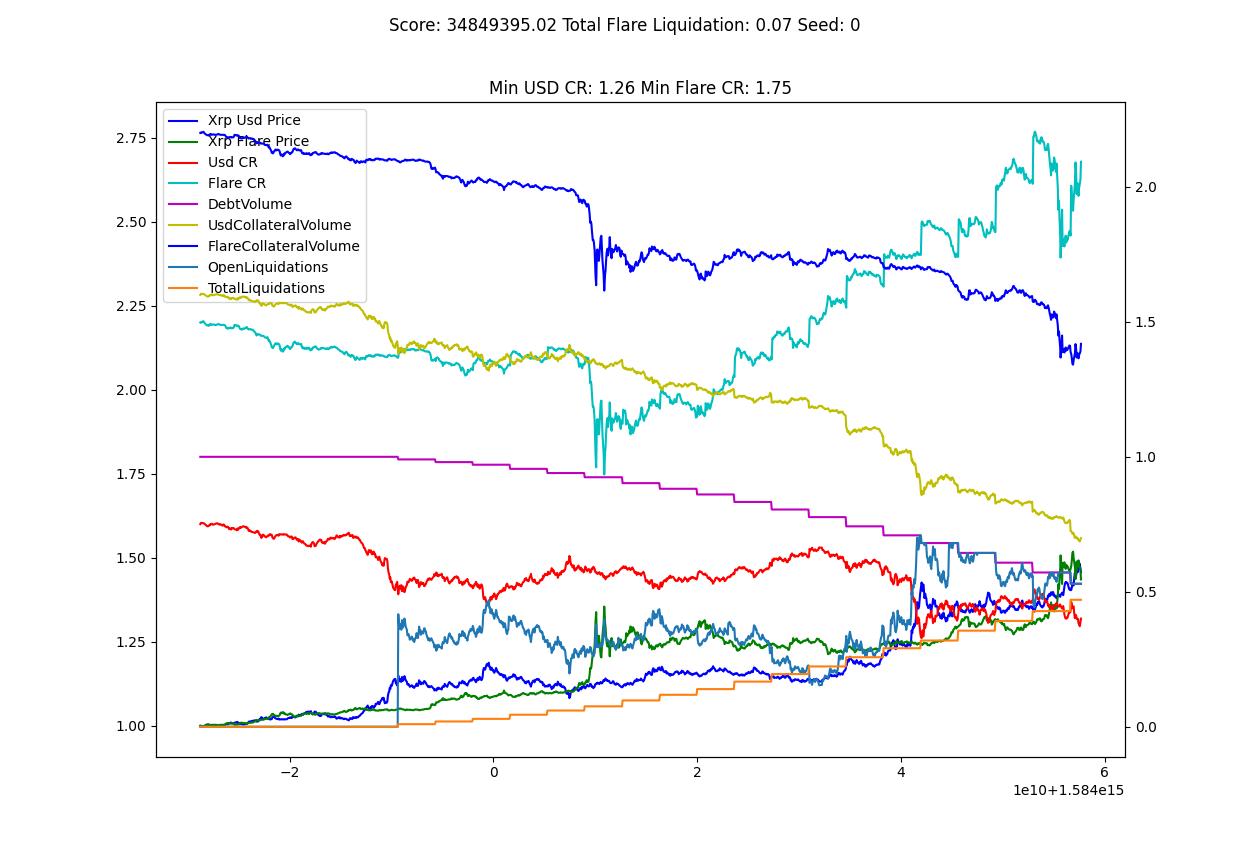 Score: 34849395.02 Total Flare Liquidation: 0.07 Seed: 0
Min USD CR: 1.26 Min Flare CR: 1.75
Xrp Usd Price
Xrp Flare Price
Usd CR
Flare CR
DebtVolume
UsdCollateralVolume
FlareCollateralVolume
OpenLiquidations
TotalLiquidations
2.75
2.50
2.25
2.00
1.75
1.50
1.25
1.00
2.0
1.5
1.0
0.5
0.0
−2 0 2 4 6
1e10+1.584e15